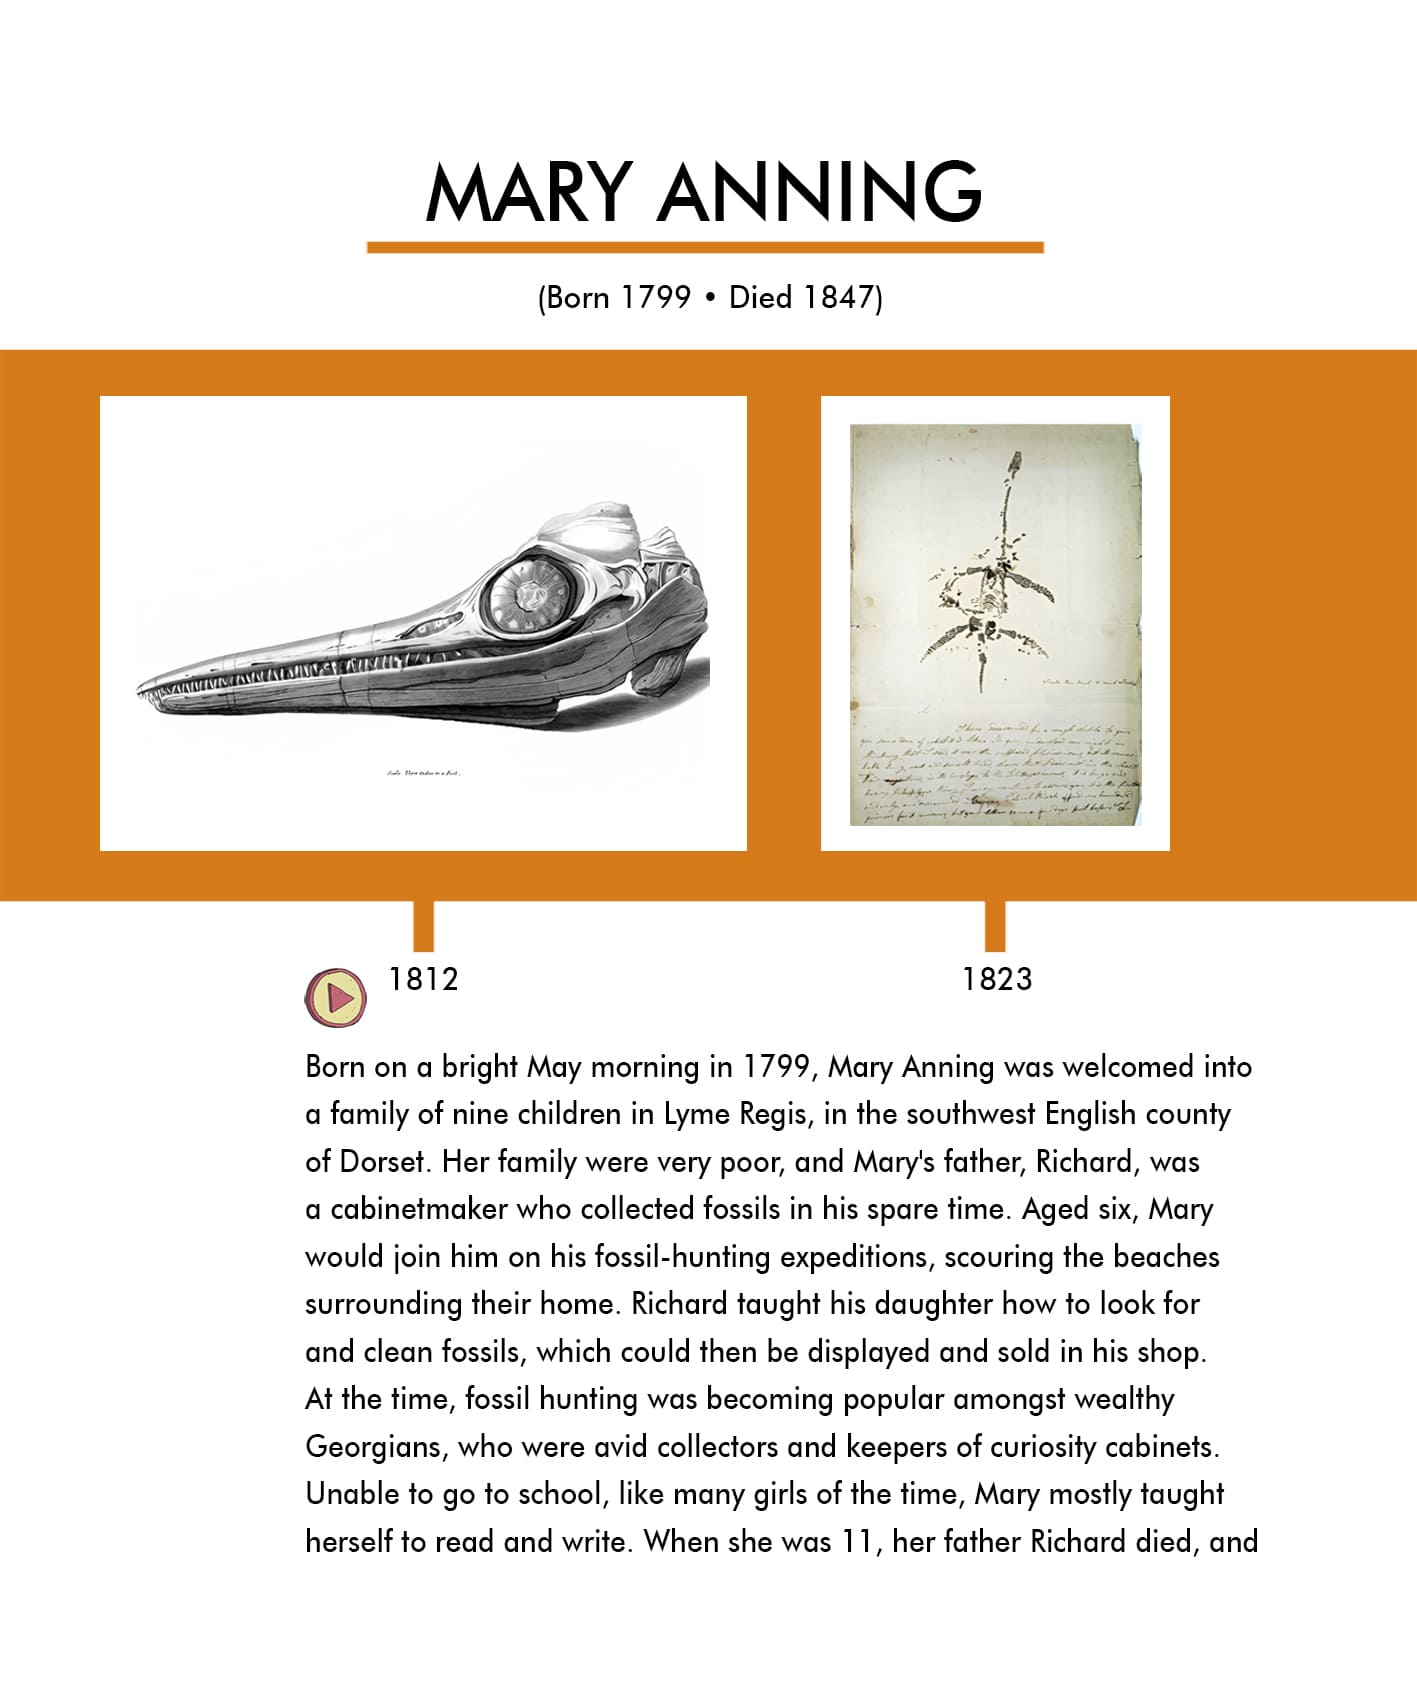 MARY ANNING
(Born 1799 • Died 1847)
1812
1823
Born on a bright May morning in 1799, Mary Anning was welcomed into
a family of nine children in Lyme Regis, in the southwest English county
of Dorset. Her family were very poor, and Mary's father, Richard, was
a cabinetmaker who collected fossils in his spare time. Aged six, Mary
would join him on his fossil-hunting expeditions, scouring the beaches
surrounding their home. Richard taught his daughter how to look for
and clean fossils, which could then be displayed and sold in his shop.
At the time, fossil hunting was becoming popular amongst wealthy
Georgians, who were avid collectors and keepers of curiosity cabinets.
Unable to go to school, like many girls of the time, Mary mostly taught
herself to read and write. When she was 11, her father Richard died, and